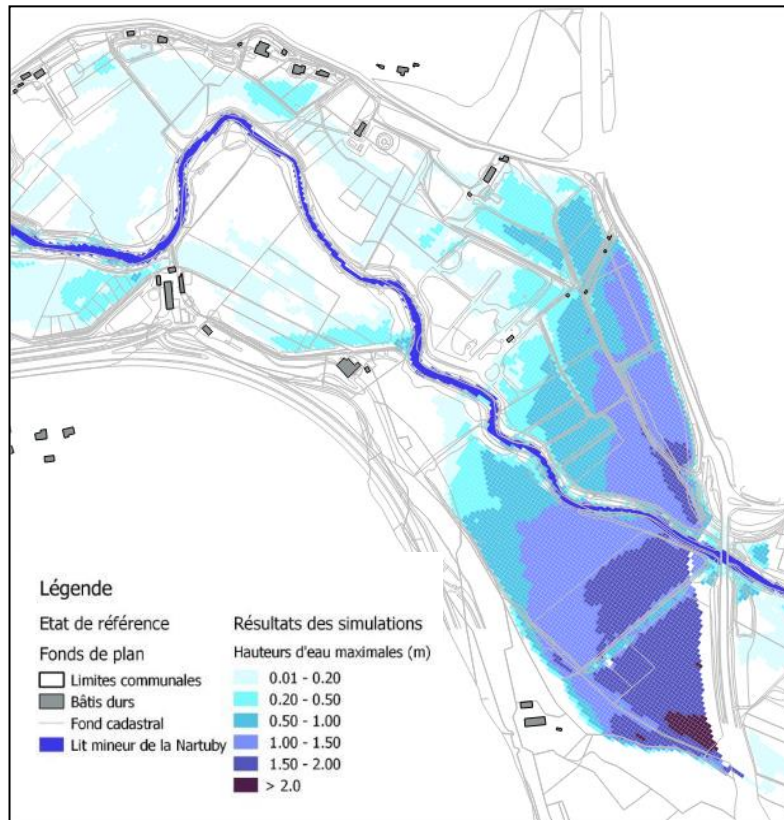 Légende
Etat de référence
Fonds de plan
Limites communales
Bâtis durs
Fond cadastral
Lit mineur de la Nartuby
Résultats des simulations
Hauteurs d'eau maximales (m)
0.01 - 0.20
0.20 - 0.50
0.50 - 1.00
1.00 - 1.50
1.50 - 2.00
> 2.0